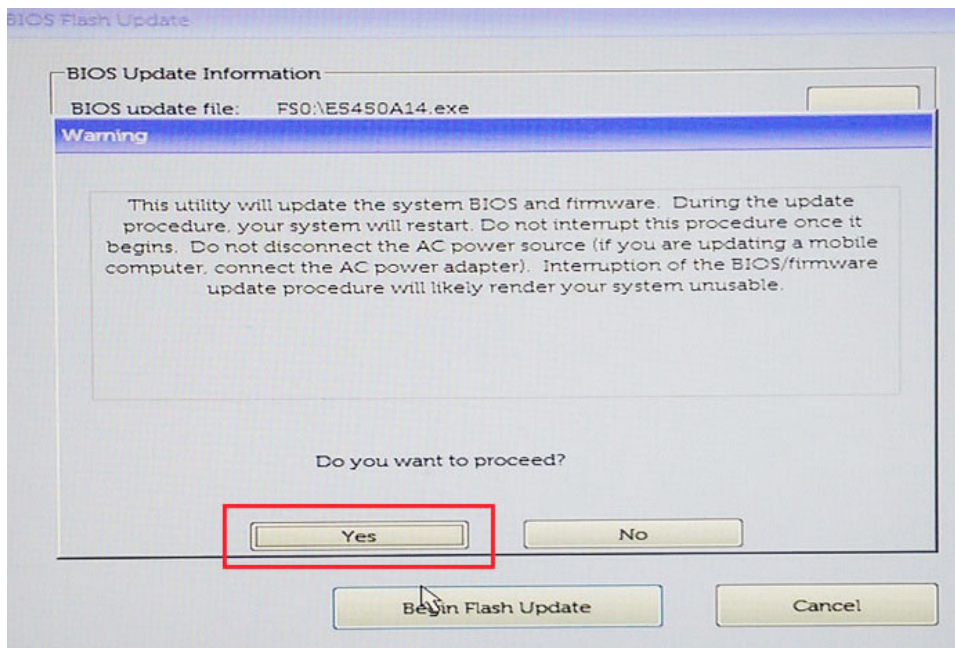 BIOS Flash Update
BIOS Update Information
BIOS update file: FS0:\E5450A14.exe
Warning
This utility will update the system BIOS and firmware. During the update
procedure, your system will restart. Do not interrupt this procedure once it
begins. Do not disconnect the AC power source (if you are updating a mobile
computer, connect the AC power adapter). Interruption of the BIOS/firmware
update procedure will likely render your system unusable.
Do you want to proceed?
Yes No
Begin Flash Update Cancel